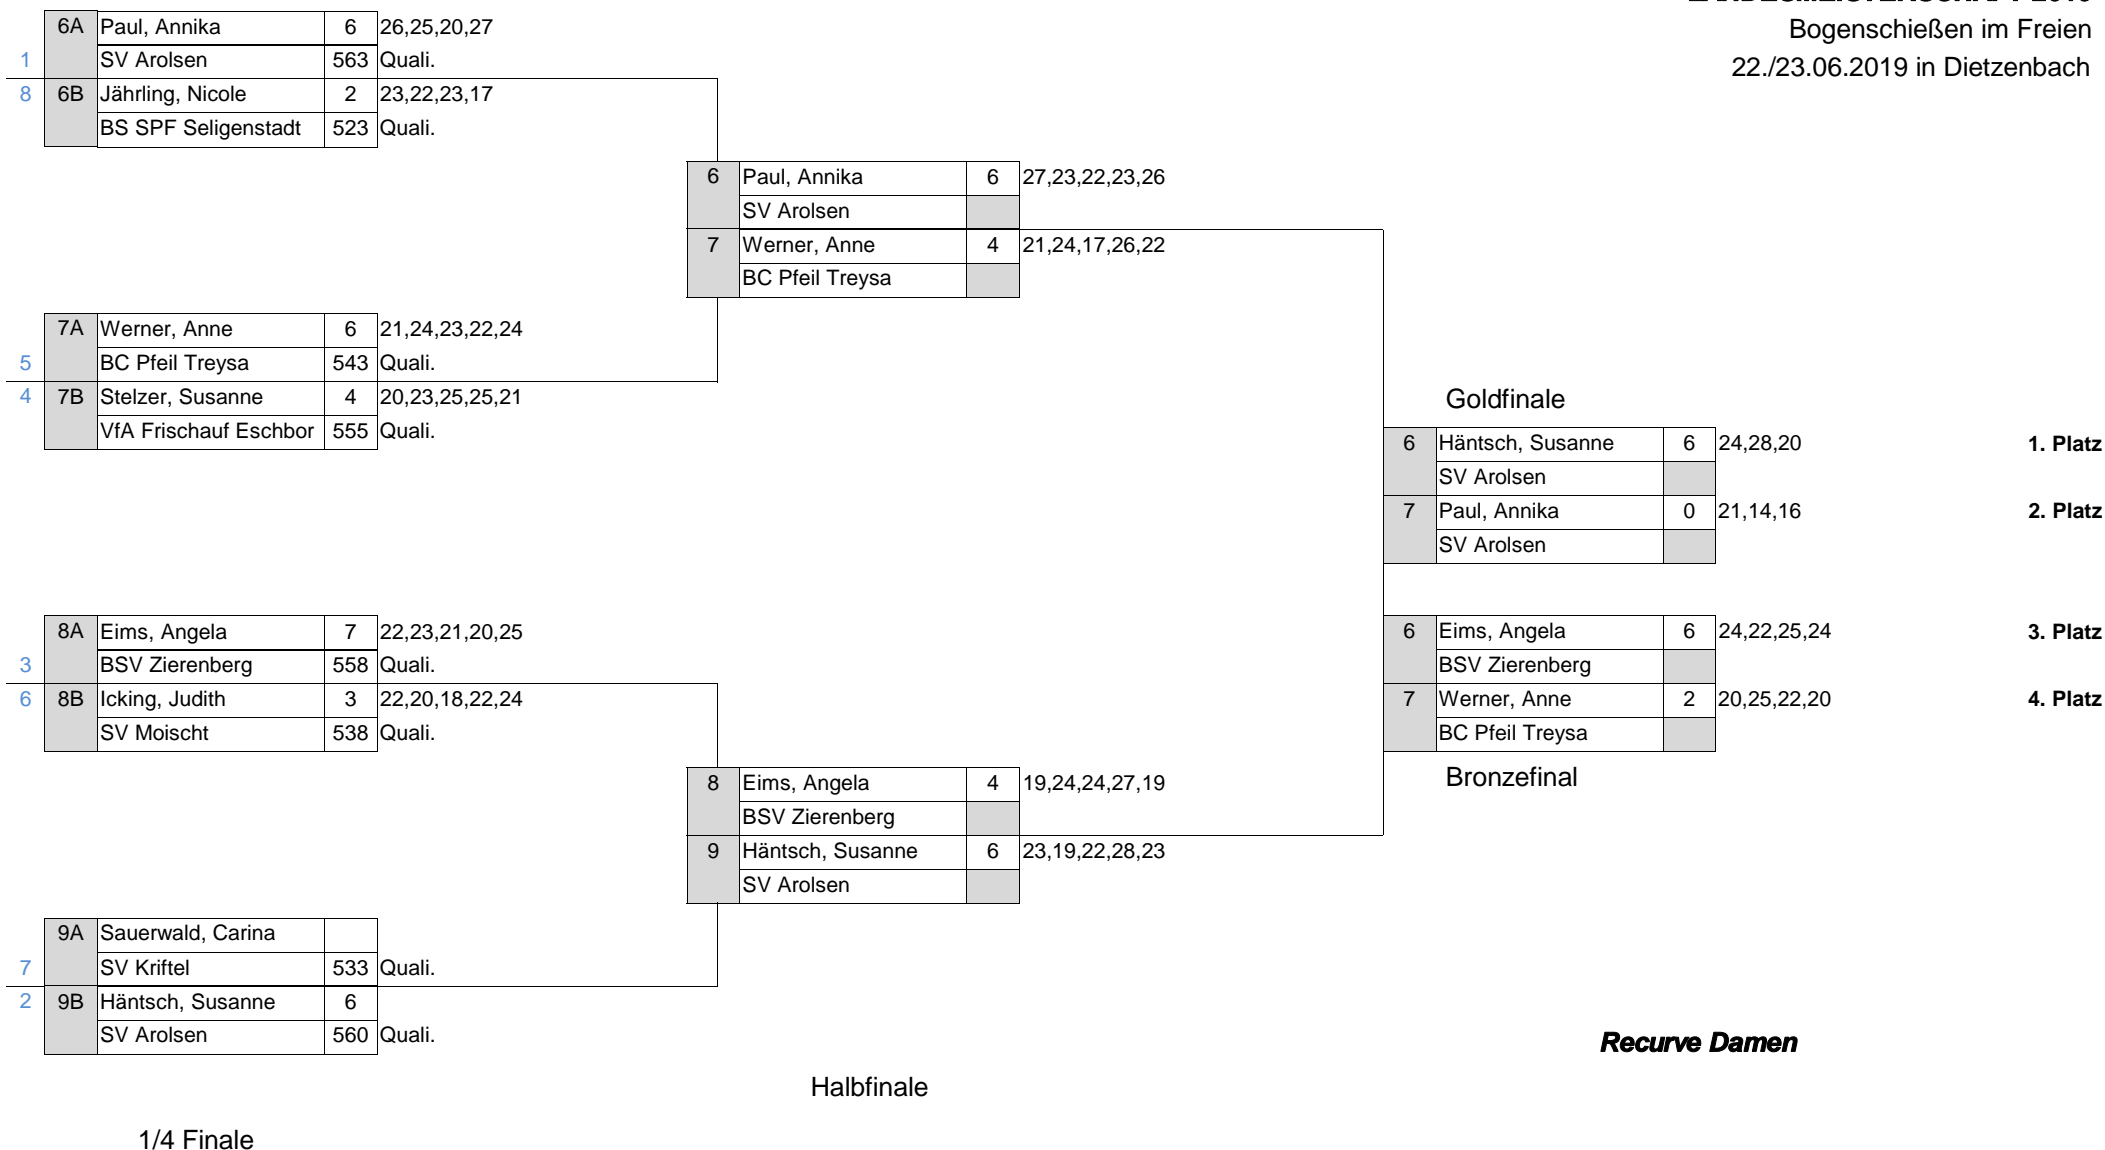 Bogenschießen im Freien
22./23.06.2019 in Dietzenbach
6A Paul, Annika 6 26,25,20,27
1 SV Arolsen 563 Quali.
8 6B Jährling, Nicole 2 23,22,23,17
BS SPF Seligenstadt 523 Quali.
6 Paul, Annika 6 27,23,22,23,26
SV Arolsen
7 Werner, Anne 4 21,24,17,26,22
BC Pfeil Treysa
7A Werner, Anne 6 21,24,23,22,24
5 BC Pfeil Treysa 543 Quali.
4 7B Stelzer, Susanne 4 20,23,25,25,21
VfA Frischauf Eschbor 555 Quali.
Goldfinale
6 Häntsch, Susanne 6 24,28,20 1. Platz
SV Arolsen
7 Paul, Annika 0 21,14,16 2. Platz
SV Arolsen
8A Eims, Angela 7 22,23,21,20,25
3 BSV Zierenberg 558 Quali.
6 8B Icking, Judith 3 22,20,18,22,24
SV Moischt 538 Quali.
6 Eims, Angela 6 24,22,25,24 3. Platz
BSV Zierenberg
7 Werner, Anne 2 20,25,22,20 4. Platz
BC Pfeil Treysa
Bronzefinal
8 Eims, Angela 4 19,24,24,27,19
BSV Zierenberg
9 Häntsch, Susanne 6 23,19,22,28,23
SV Arolsen
9A Sauerwald, Carina
7 SV Kriftel 533 Quali.
2 9B Häntsch, Susanne 6
SV Arolsen 560 Quali.
Recurve Damen
Halbfinale
1/4 Finale